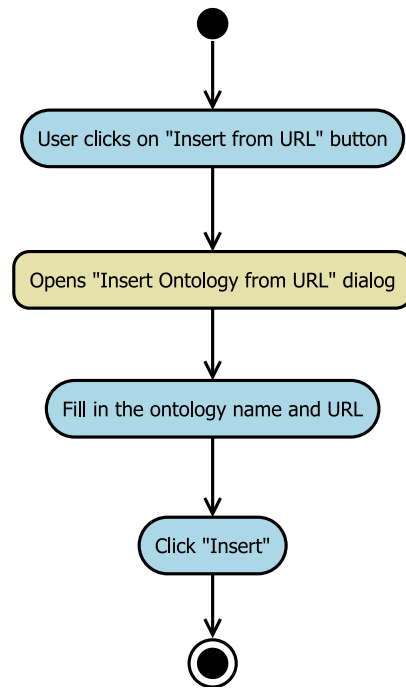 User clicks on "Insert from URL" button
Opens "Insert Ontology from URL" dialog
Fill in the ontology name and URL
Click "Insert"